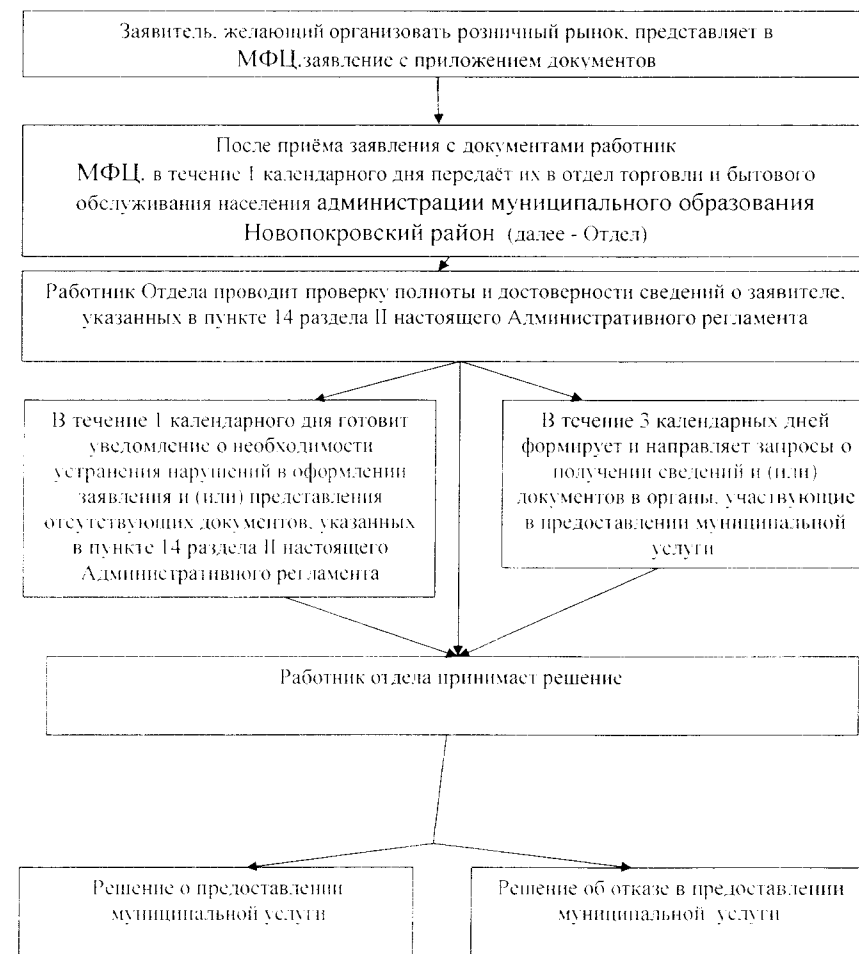 Заявитель, желающий организовать розничный рынок, представляет в
МФЦ.заявление с приложением документов
После приёма заявления с документами работник
МФЦ. в течение 1 календарного дня передаёт их в отдел торговли и бытового
обслуживания населения администрации муниципального образования
Новопокровский район (далее - Отдел)
Работник Отдела проводит проверку полноты и достоверности сведений о заявителе,
указанных в пункте 14 раздела II настоящего Административного регламента
В течение 1 календарного дня готовит
уведомление о необходимости
устранения нарушений в оформлении
заявления и (или) представления
отсутствующих документов, указанных
в пункте 14 раздела II настоящего
Административного регламента
В течение 3 календарных дней
формирует и направляет запросы о
получении сведений и (или)
документов в органы, участвующие
в предоставлении муниципальной
услуги
Работник отдела принимает решение
Решение о предоставлении
муниципальной услуги
Решение об отказе в предоставлении
муниципальной услуги